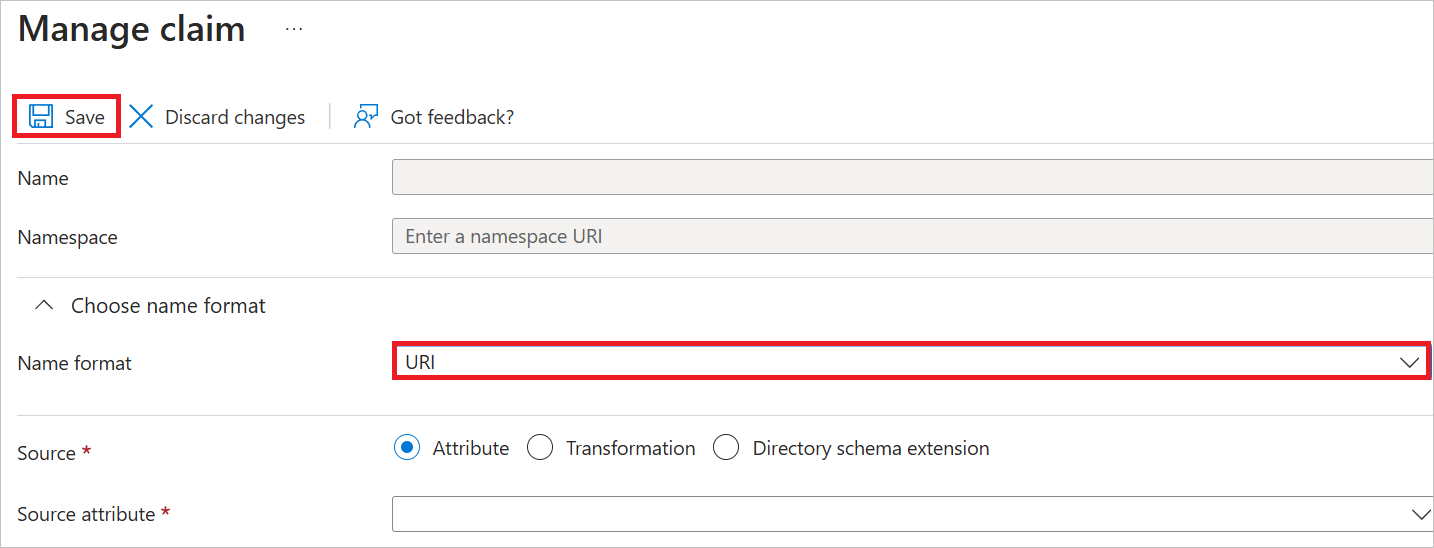 Manage claim ...
Save Discard changes Got feedback?
Name
Namespace Enter a namespace URI
Choose name format
Name format URI
Source * Attribute Transformation Directory schema extension
Source attribute *